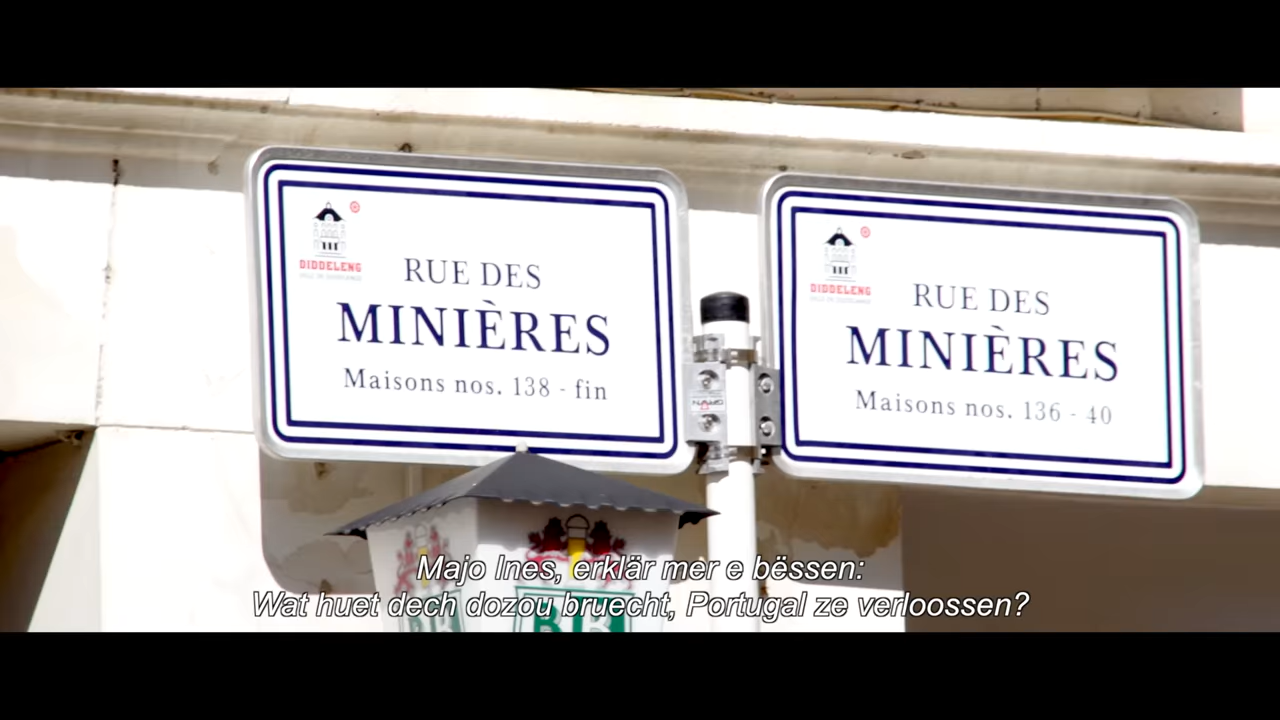 DIDDELENG
RUE DES
MINIÈRES
Maisons nos. 138 - fin
DIDDELENG
RUE DES
MINIÈRES
Maisons nos. 136 - 40
Majo Ines, erklär mer e bëssen:
Wat huet dech dozou bruecht, Portugal ze verloossen?